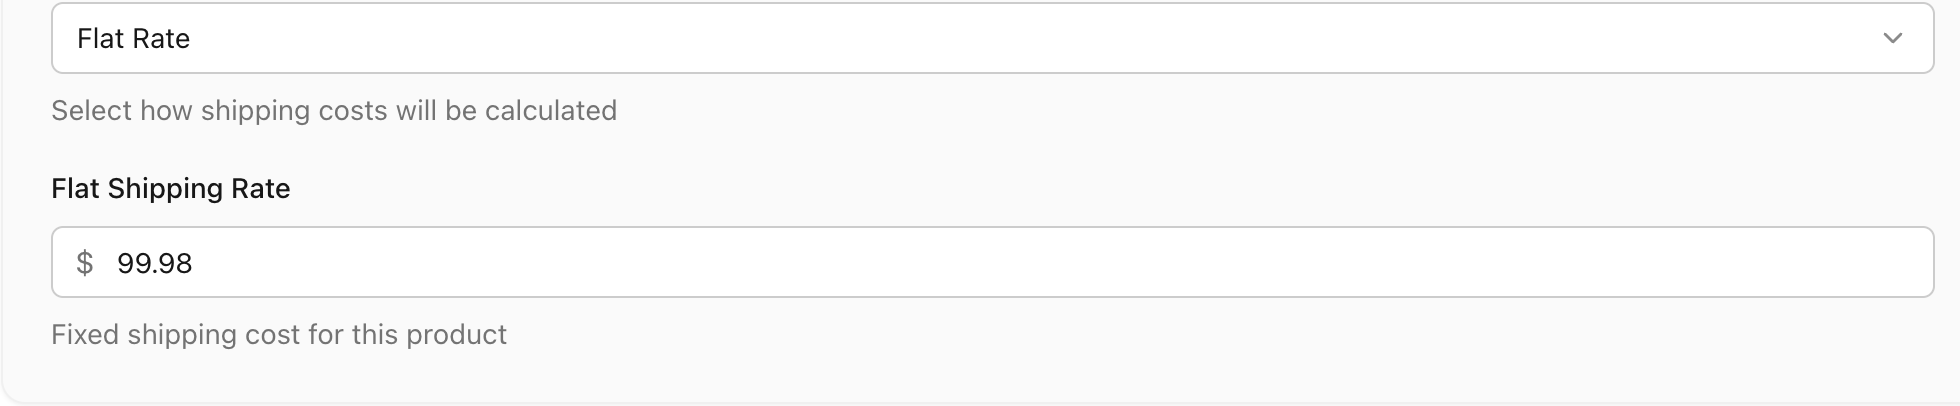 Flat Rate
Select how shipping costs will be calculated
Flat Shipping Rate
$ 99.98
Fixed shipping cost for this product